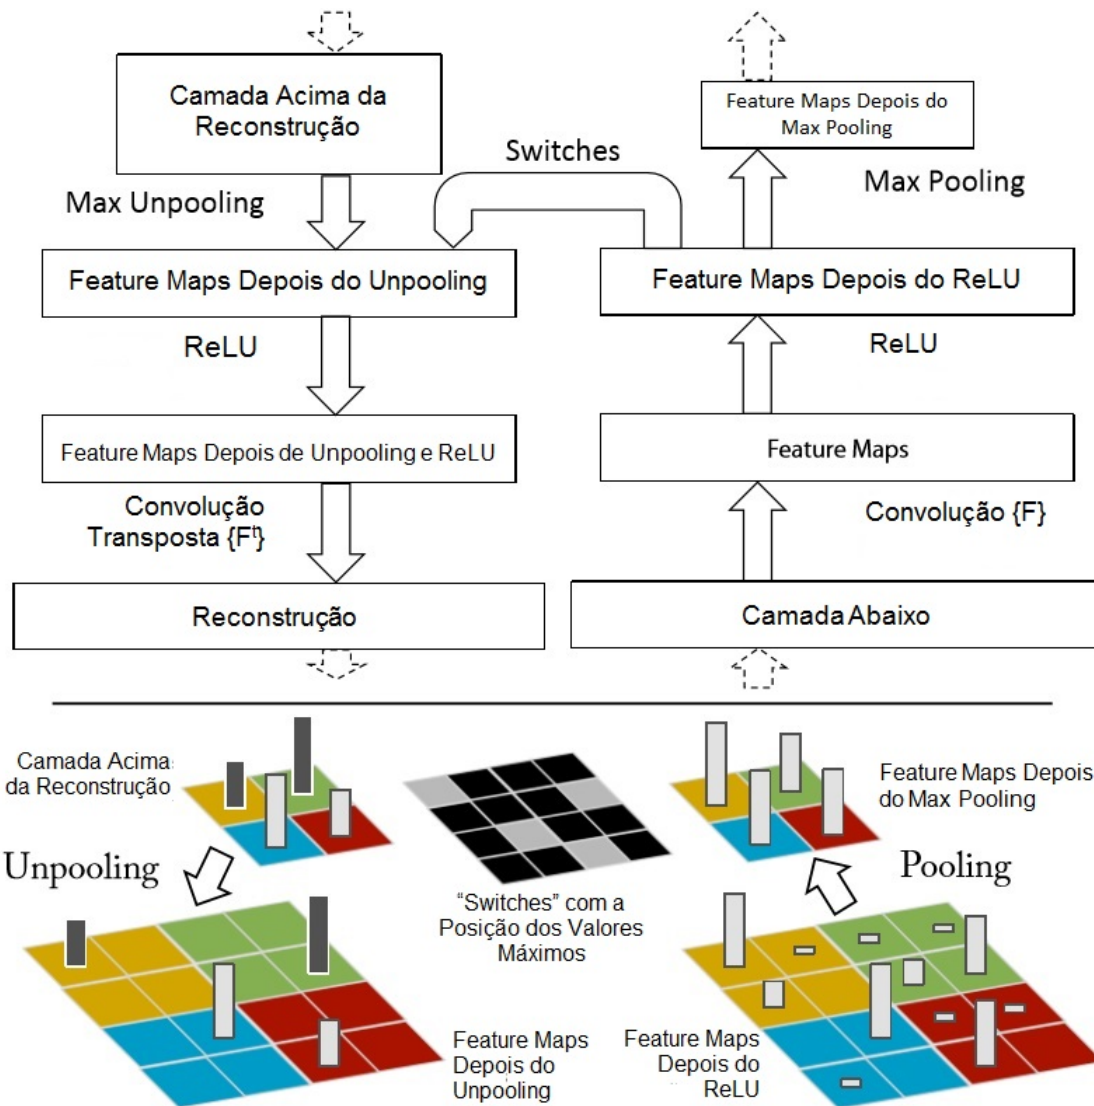 Camada Acima da
Reconstrução
Feature Maps Depois do
Max Pooling
Switches
Max Unpooling
Max Pooling
Feature Maps Depois do Unpooling
Feature Maps Depois do ReLU
ReLU
ReLU
Feature Maps Depois de Unpooling e ReLU
Feature Maps
Convolução
Transposta {Fᵗ}
Convolução {F}
Reconstrução
Camada Abaixo
Camada Acima
da Reconstrução
Feature Maps Depois
do Max Pooling
Unpooling
Pooling
“Switches” com a
Posição dos Valores
Máximos
Feature Maps
Depois do
Unpooling
Feature Maps
Depois do
ReLU